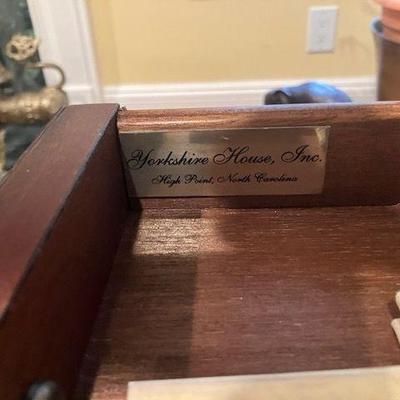 Yorkshire House, Inc.
High Point, North Carolina